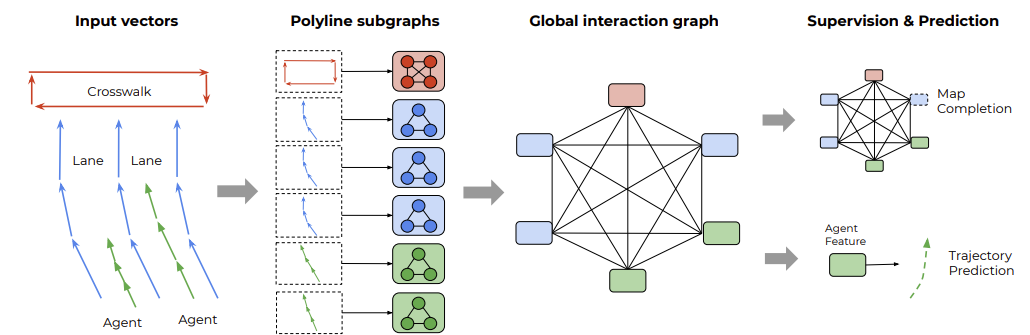 Input vectors
Polyline subgraphs
Global interaction graph
Supervision & Prediction
Crosswalk
Lane
Lane
Agent
Agent
Map
Completion
Agent
Feature
Trajectory
Prediction